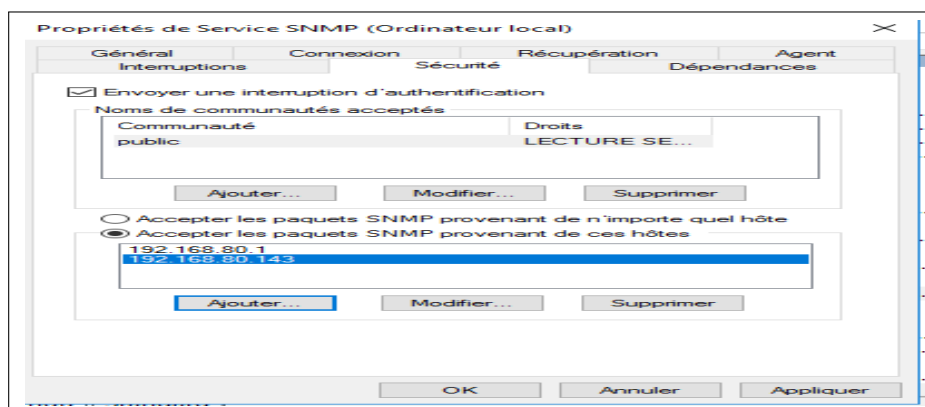 Propriétés de Service SNMP (Ordinateur local)
Général Connexion Récupération Agent
Interruptions Sécurité Dépendances
Envoyer une interruption d'authentification
Noms de communautés acceptés
Communauté Droits
public LECTURE SE...
Ajouter... Modifier... Supprimer
Accepter les paquets SNMP provenant de n'importe quel hôte
Accepter les paquets SNMP provenant de ces hôtes
192.168.80.1
192.168.80.143
Ajouter... Modifier... Supprimer
OK Annuler Appliquer